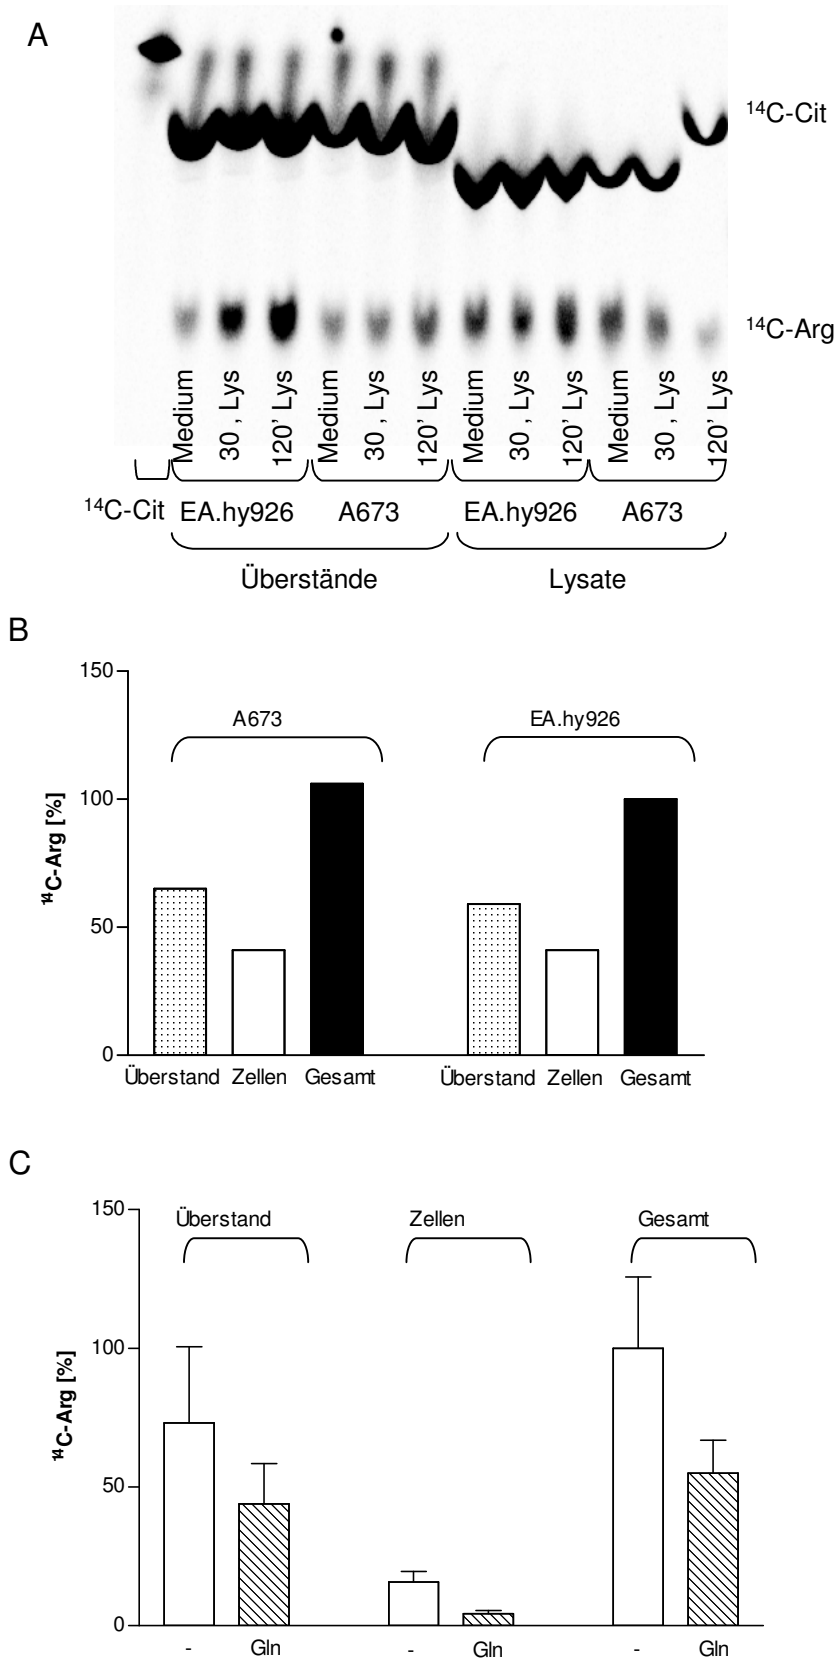 A
¹⁴C-Cit
¹⁴C-Arg
Medium 30, Lys 120' Lys Medium 30, Lys 120' Lys Medium 30, Lys 120' Lys Medium 30, Lys 120' Lys
¹⁴C-Cit EA.hy926 A673 EA.hy926 A673
Überstände Lysate
B
150
A673 EA.hy926
100
¹⁴C-Arg [%]
50
0
Überstand Zellen Gesamt Überstand Zellen Gesamt
C
150
Überstand Zellen Gesamt
100
¹⁴C-Arg [%]
50
0
- Gln - Gln - Gln